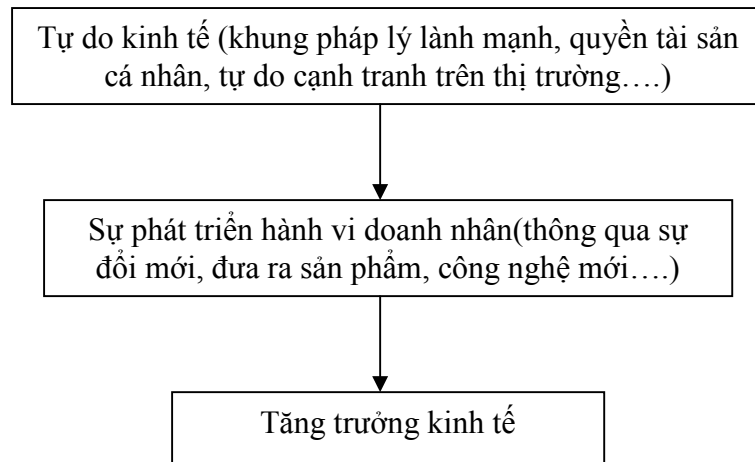 Tự do kinh tế (khung pháp lý lành mạnh, quyền tài sản
cá nhân, tự do cạnh tranh trên thị trường….)
Sự phát triển hành vi doanh nhân(thông qua sự
đổi mới, đưa ra sản phẩm, công nghệ mới….)
Tăng trưởng kinh tế